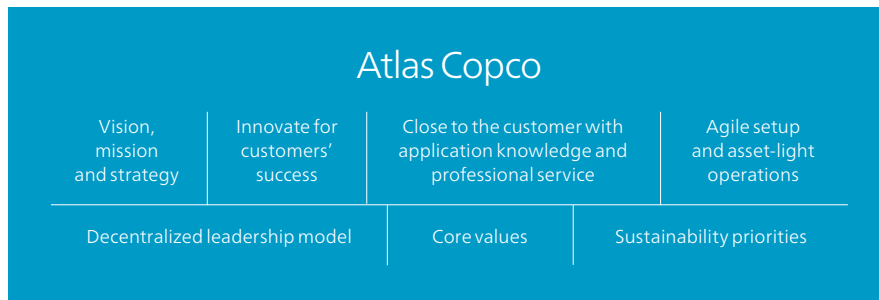 Atlas Copco
Vision,
mission
and strategy
Innovate for
customers’
success
Close to the customer with
application knowledge and
professional service
Agile setup
and asset-light
operations
Decentralized leadership model
Core values
Sustainability priorities